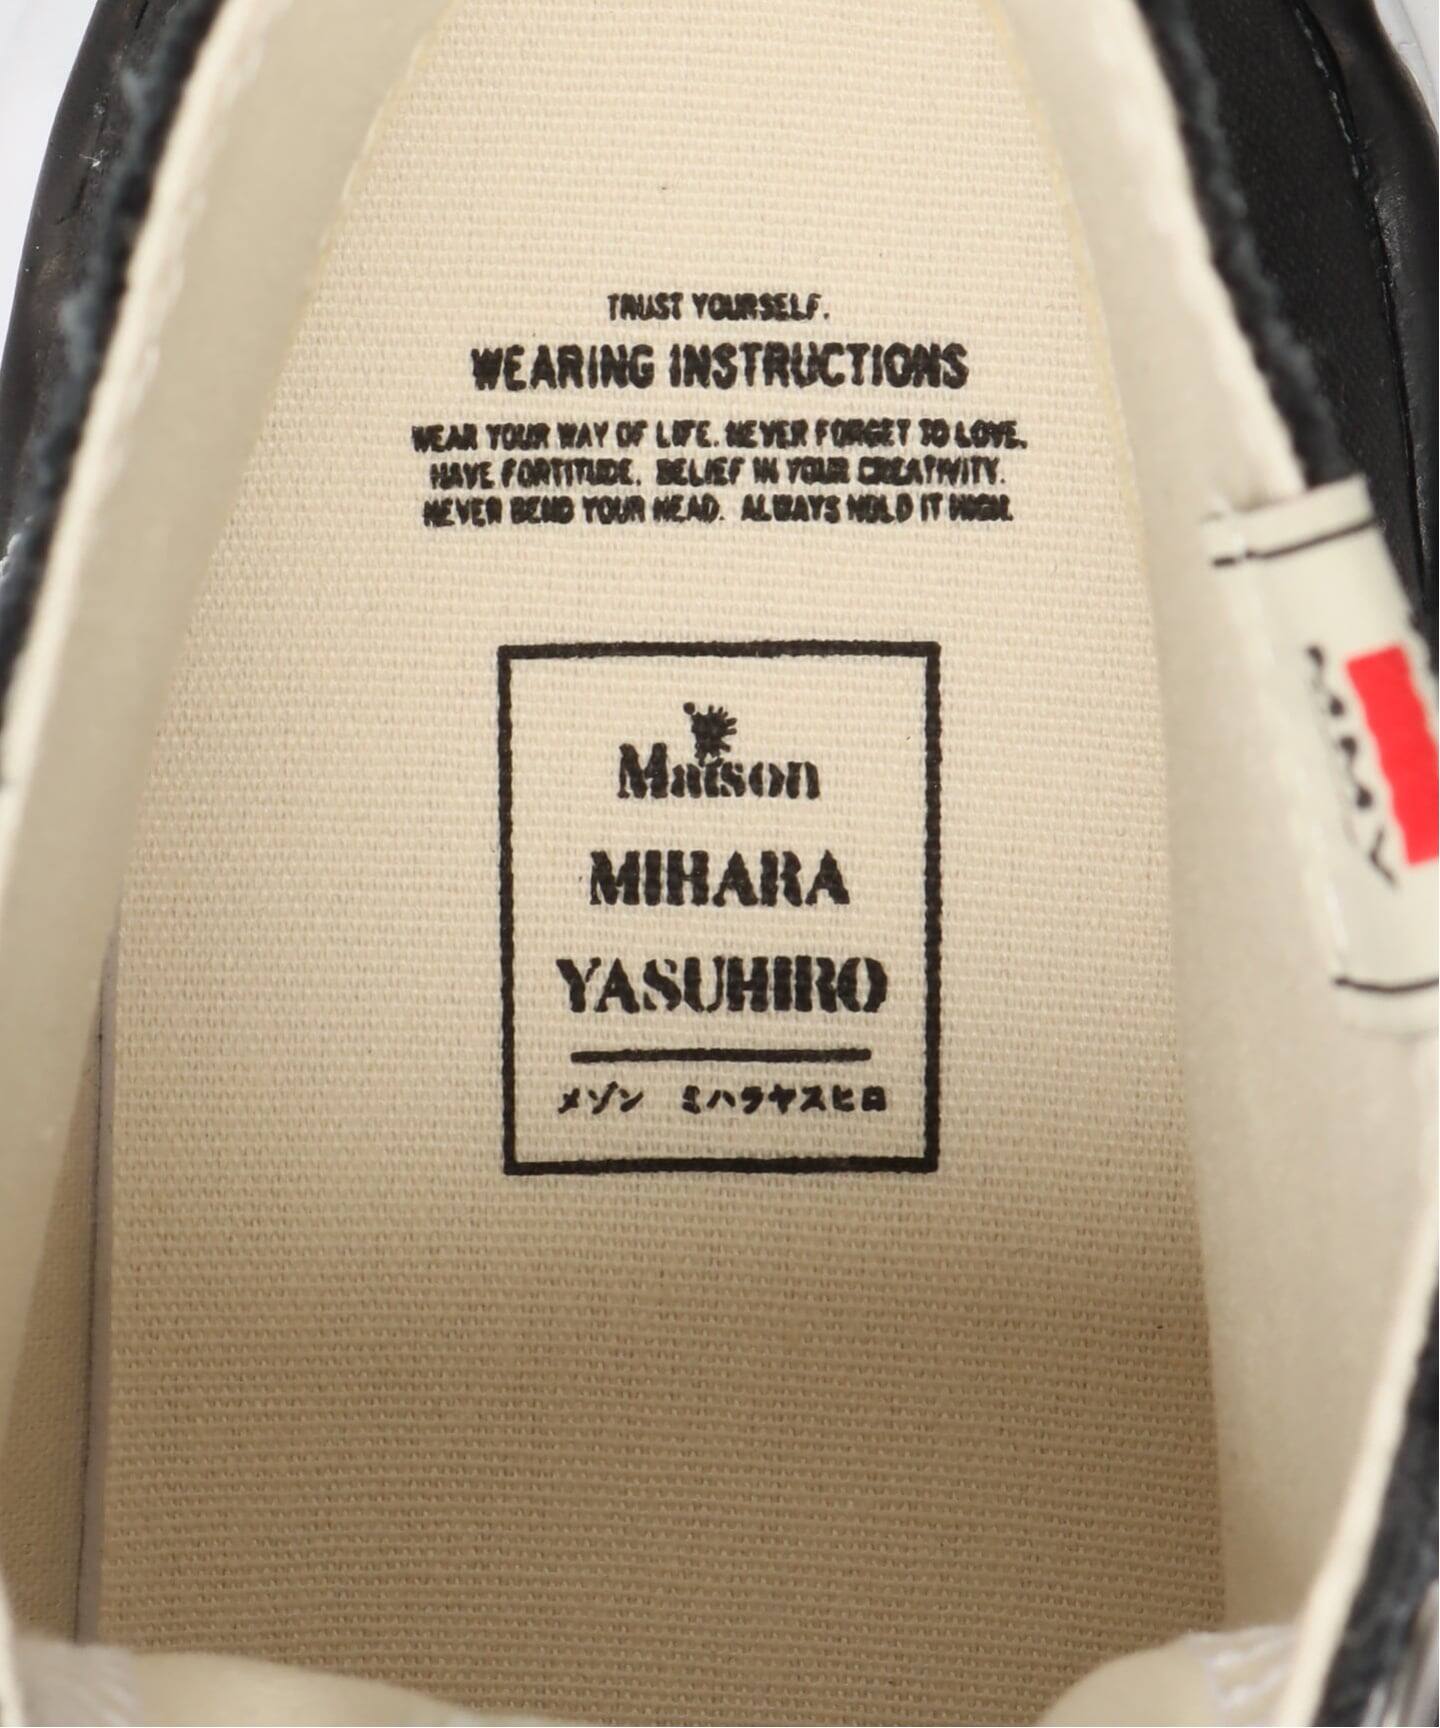 TRUST YOURSELF.
WEARING INSTRUCTIONS
WEAR YOUR WAY OF LIFE. NEVER FORGET TO LOVE.
HAVE FORTITUDE. BELIEF IN YOUR CREATIVITY.
NEVER BEND YOUR HEAD. ALWAYS HOLD IT HIGH.
Maison
MIHARA
YASUHIRO
メゾン ミハラヤスヒロ
MMY